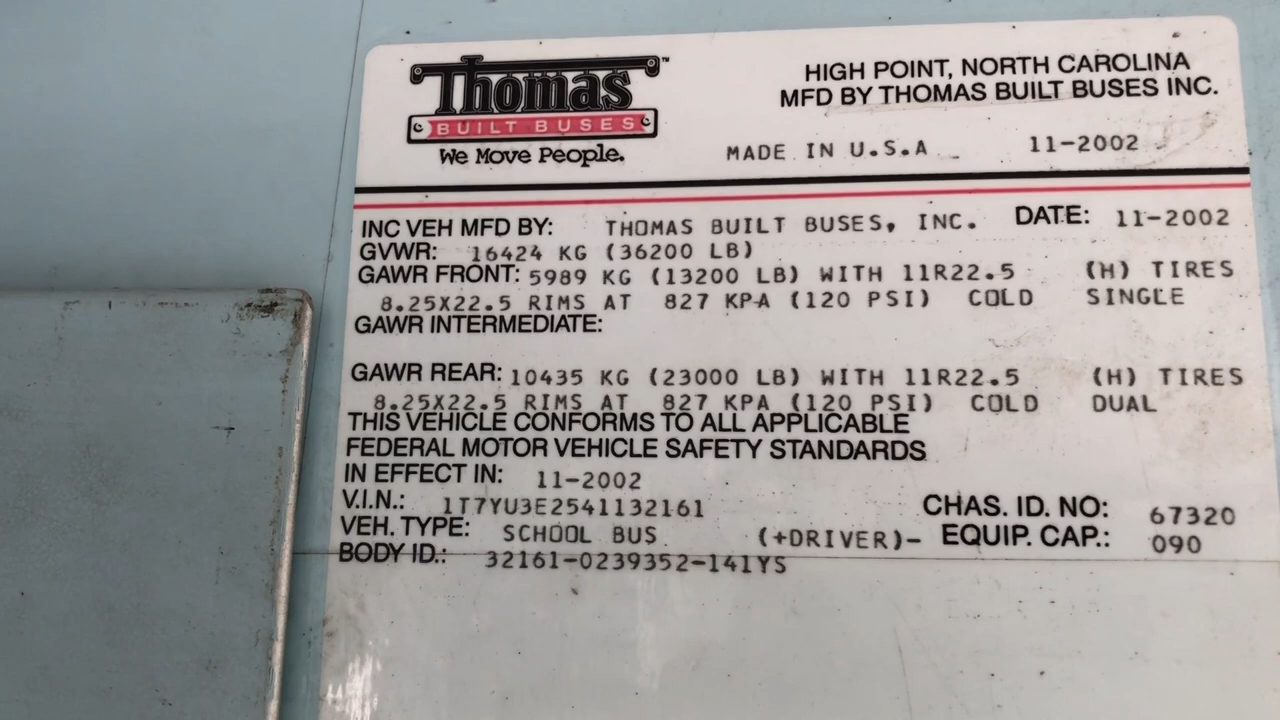 Thomas™
BUILT BUSES
We Move People.
HIGH POINT, NORTH CAROLINA
MFD BY THOMAS BUILT BUSES INC.
MADE IN U.S.A 11-2002
INC VEH MFD BY: THOMAS BUILT BUSES, INC. DATE: 11-2002
GVWR: 16424 KG (36200 LB)
GAWR FRONT: 5989 KG (13200 LB) WITH 11R22.5 (H) TIRES
8.25X22.5 RIMS AT 827 KPA (120 PSI) COLD SINGLE
GAWR INTERMEDIATE:
GAWR REAR: 10435 KG (23000 LB) WITH 11R22.5 (H) TIRES
8.25X22.5 RIMS AT 827 KPA (120 PSI) COLD DUAL
THIS VEHICLE CONFORMS TO ALL APPLICABLE
FEDERAL MOTOR VEHICLE SAFETY STANDARDS
IN EFFECT IN: 11-2002
V.I.N.: 1T7YU3E2541132161 CHAS. ID. NO: 67320
VEH. TYPE: SCHOOL BUS (+DRIVER)- EQUIP. CAP.: 090
BODY ID.: 32161-0239352-141YS